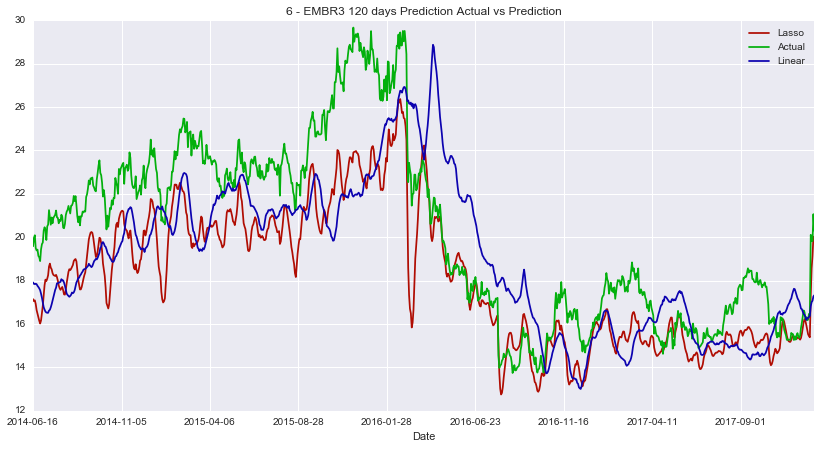 6 - EMBR3 120 days Prediction Actual vs Prediction
30
28
26
24
22
20
18
16
14
12
Lasso
Actual
Linear
2014-06-16 2014-11-05 2015-04-06 2015-08-28 2016-01-28 2016-06-23 2016-11-16 2017-04-11 2017-09-01
Date